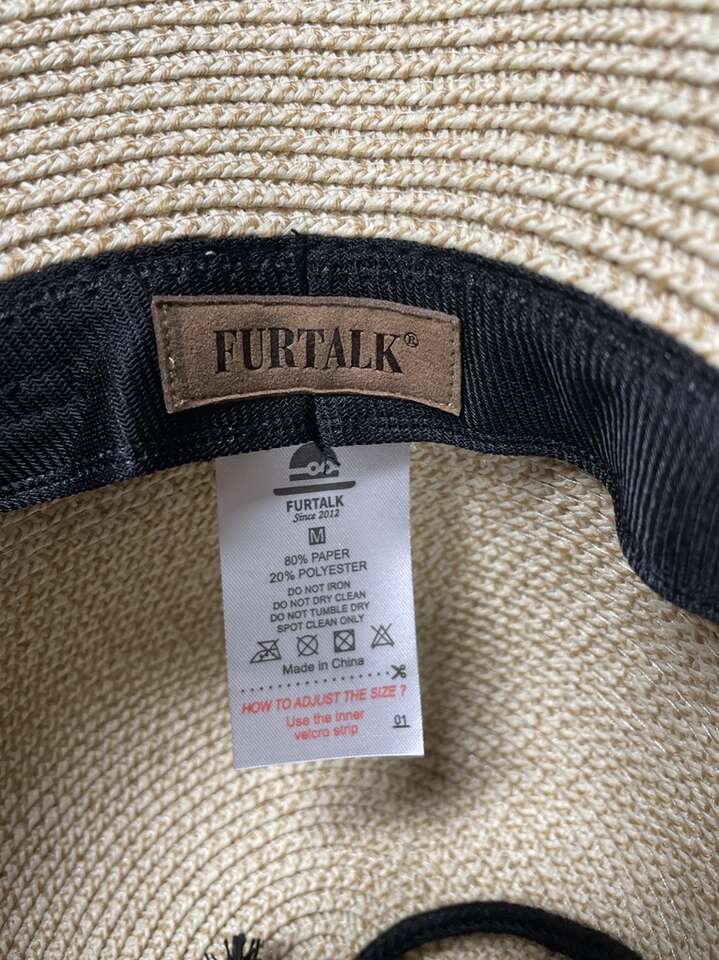 FURTALK®
FURTALK
Since 2012
M
80% PAPER
20% POLYESTER
DO NOT IRON
DO NOT DRY CLEAN
DO NOT TUMBLE DRY
SPOT CLEAN ONLY
Made in China
HOW TO ADJUST THE SIZE ?
Use the inner
velcro strip
01